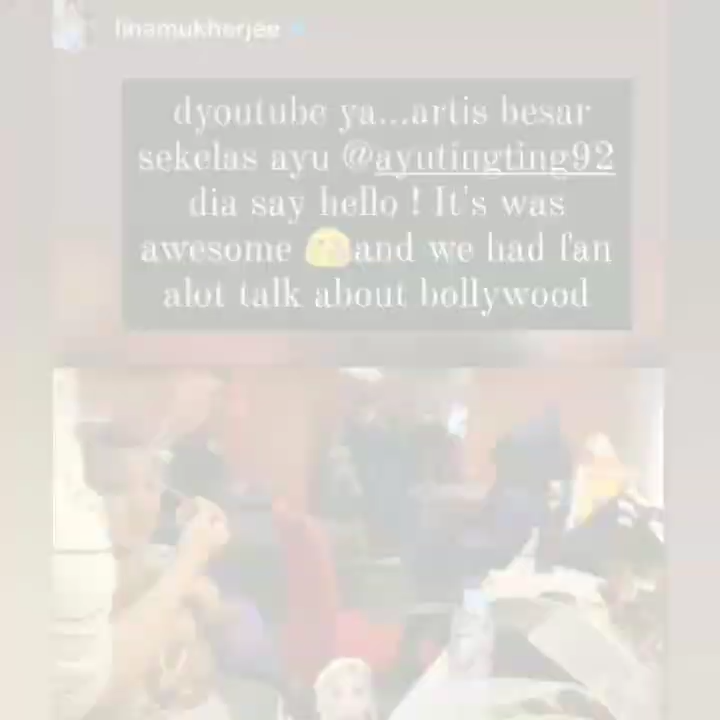 linamukherjee
dyoutube ya...artis besar
sekelas ayu @ayutingting92
dia say hello ! It's was
awesome 🤗and we had fan
alot talk about bollywood